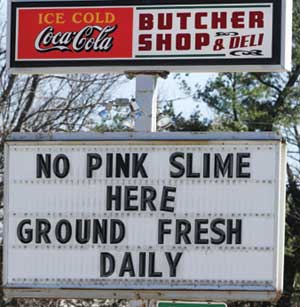 ICE COLD
Coca-Cola
BUTCHER
SHOP & DELI
NO PINK SLIME
HERE
GROUND FRESH
DAILY